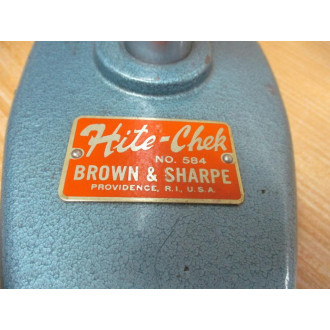 Hite-Chek
NO. 584
BROWN & SHARPE
PROVIDENCE, R.I., U.S.A.